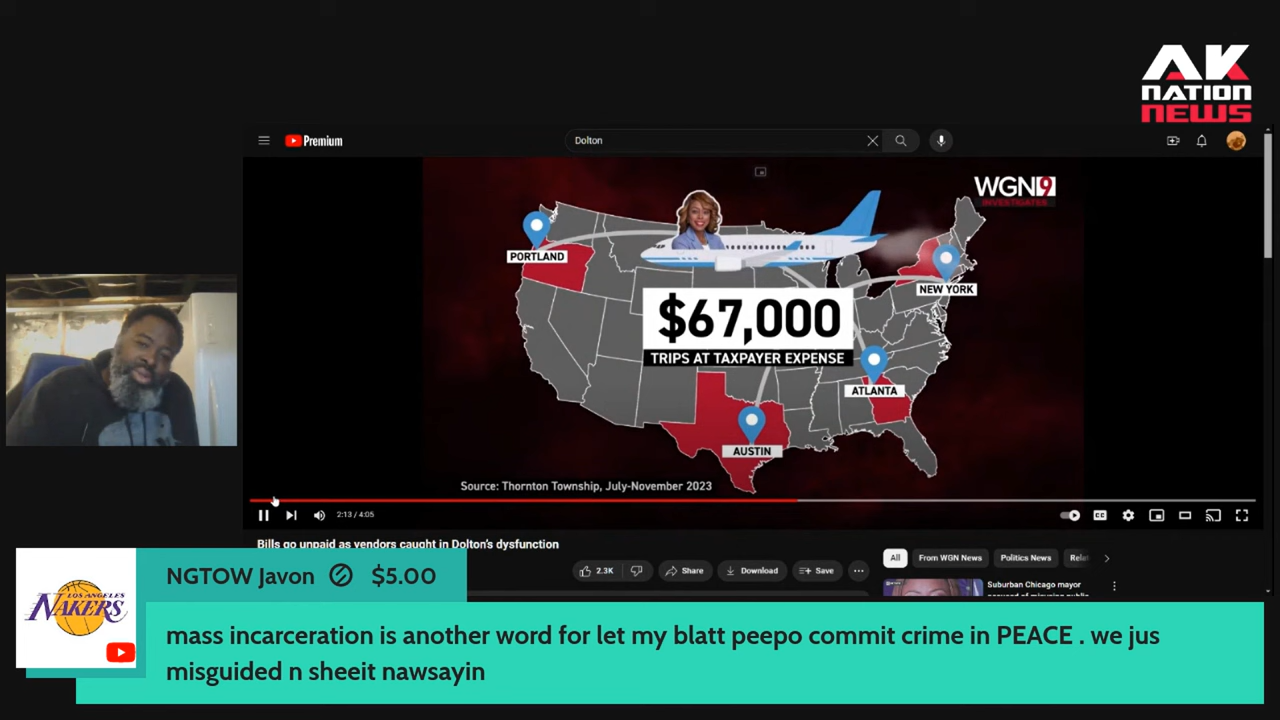 AK
NATION
NEWS
Premium
Dolton
WGN9
INVESTIGATES
PORTLAND
NEW YORK
$67,000
TRIPS AT TAXPAYER EXPENSE
ATLANTA
AUSTIN
Source: Thornton Township, July-November 2023
2:13 / 4:05
CC
Bills go unpaid as vendors caught in Dolton's dysfunction
2.3K
Share
Download
Save
All
From WGN News
Politics News
Suburban Chicago mayor
LOS ANGELES
NAKERS
NGTOW Javon $5.00
mass incarceration is another word for let my blatt peepo commit crime in PEACE . we jus
misguided n sheeit nawsayin